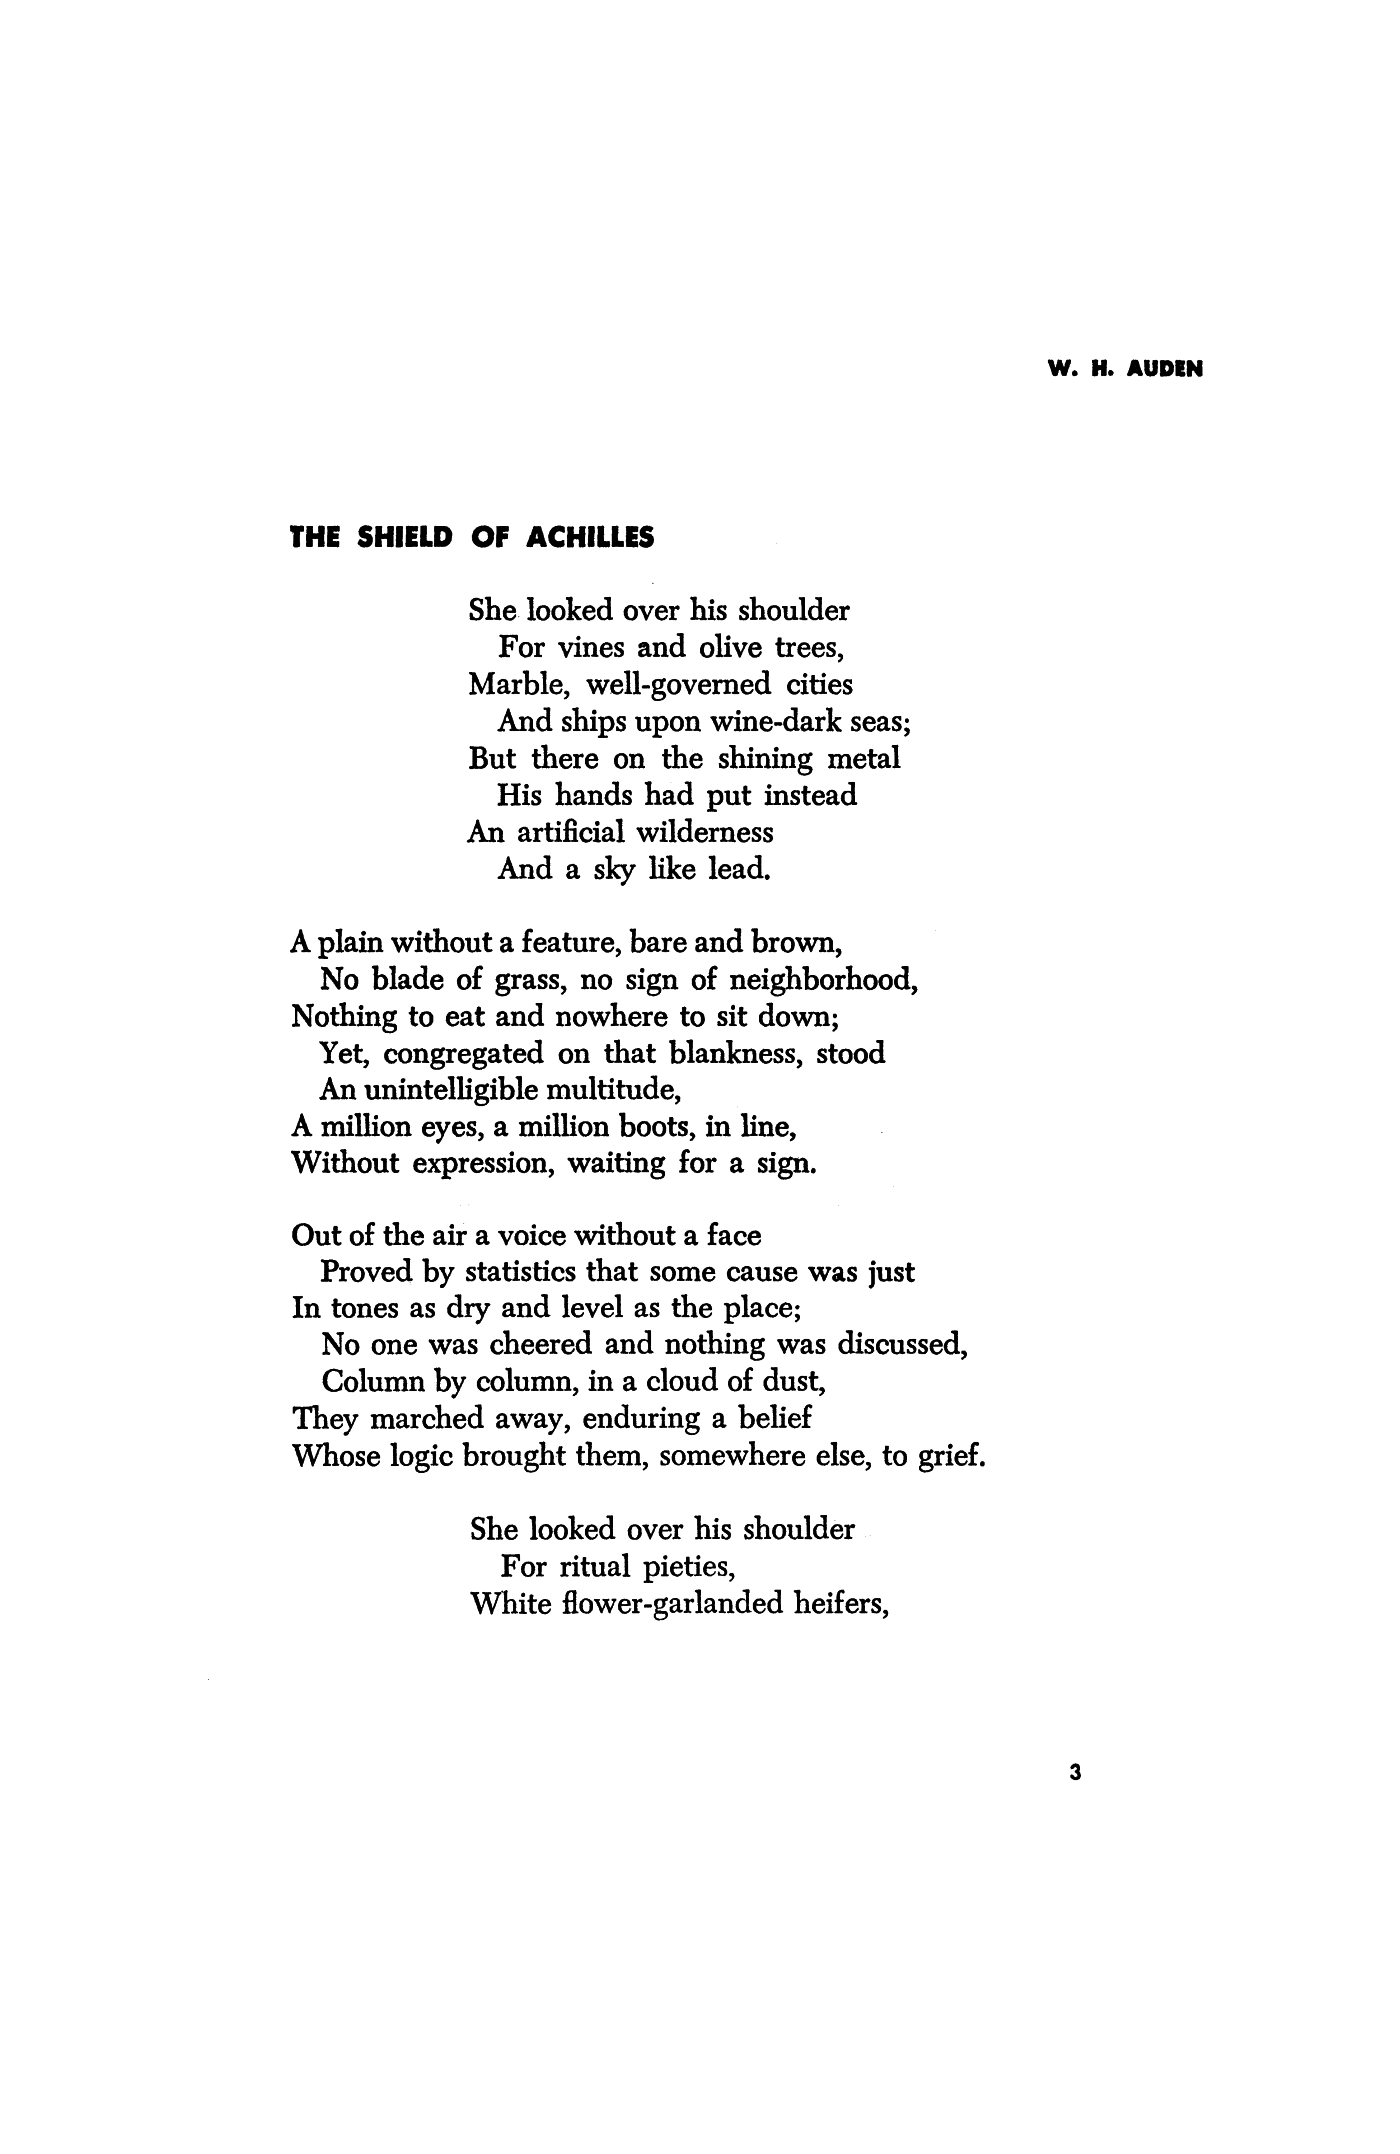 W. H. AUDEN
THE SHIELD OF ACHILLES
She looked over his shoulder
For vines and olive trees,
Marble, well-governed cities
And ships upon wine-dark seas;
But there on the shining metal
His hands had put instead
An artificial wilderness
And a sky like lead.
A plain without a feature, bare and brown,
No blade of grass, no sign of neighborhood,
Nothing to eat and nowhere to sit down;
Yet, congregated on that blankness, stood
An unintelligible multitude,
A million eyes, a million boots, in line,
Without expression, waiting for a sign.
Out of the air a voice without a face
Proved by statistics that some cause was just
In tones as dry and level as the place;
No one was cheered and nothing was discussed,
Column by column, in a cloud of dust,
They marched away, enduring a belief
Whose logic brought them, somewhere else, to grief.
She looked over his shoulder
For ritual pieties,
White flower-garlanded heifers,
3